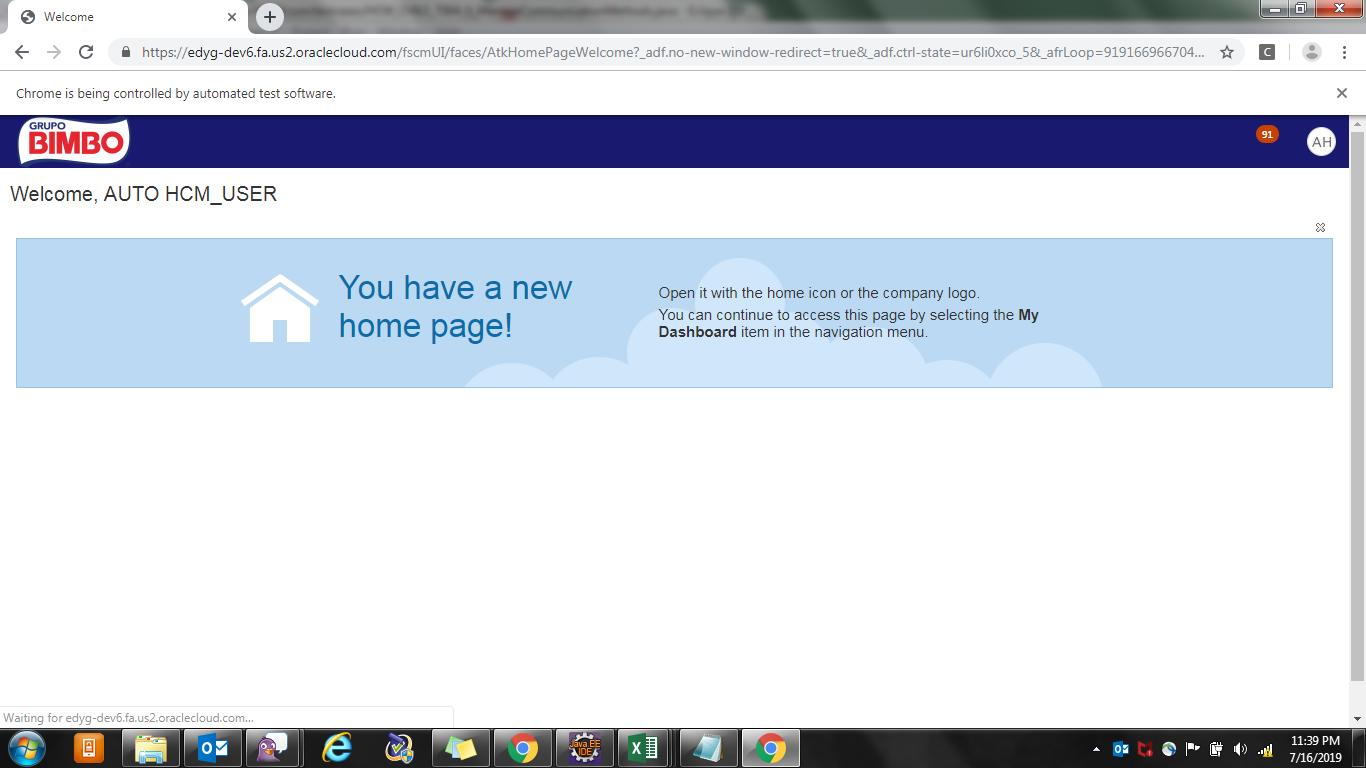 Welcome
https://edyg-dev6.fa.us2.oraclecloud.com/fscmUI/faces/AtkHomePageWelcome?_adf.no-new-window-redirect=true&_adf.ctrl-state=ur6li0xco_5&_afrLoop=919166966704...
C
Chrome is being controlled by automated test software.
GRUPO
BIMBO
91
AH
Welcome, AUTO HCM_USER
You have a new
home page!
Open it with the home icon or the company logo.
You can continue to access this page by selecting the My
Dashboard item in the navigation menu.
Waiting for edyg-dev6.fa.us2.oraclecloud.com...
Java EE
IDE
11:39 PM
7/16/2019